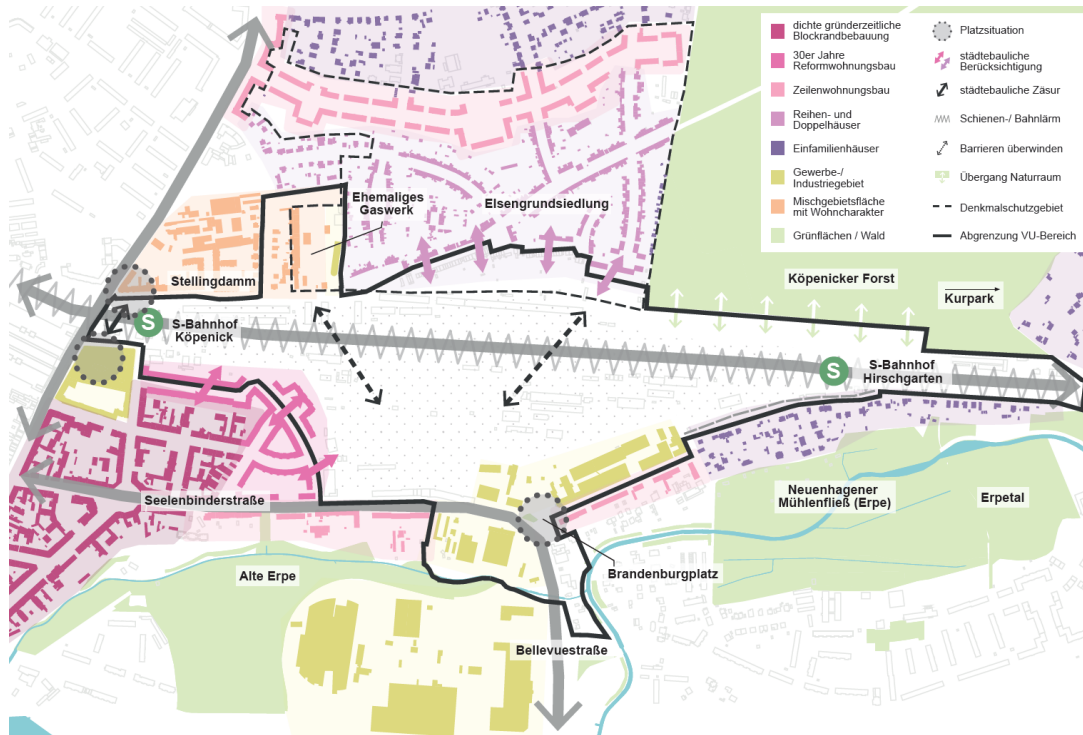 dichte gründerzeitliche
Blockrandbebauung
30er Jahre
Reformwohnungsbau
Zeilenwohnungsbau
Reihen- und
Doppelhäuser
Einfamilienhäuser
Gewerbe-/
Industriegebiet
Mischgebietsfläche
mit Wohncharakter
Grünflächen / Wald
Platzsituation
städtebauliche
Berücksichtigung
städtebauliche Zäsur
Schienen-/ Bahnlärm
Barrieren überwinden
Übergang Naturraum
Denkmalschutzgebiet
Abgrenzung VU-Bereich
Ehemaliges
Gaswerk
Elsengrundsiedlung
Stellingdamm
Köpenicker Forst
Kurpark
S
S-Bahnhof
Köpenick
S
S-Bahnhof
Hirschgarten
Seelenbinderstraße
Neuenhagener
Mühlenfließ (Erpe)
Erpetal
Alte Erpe
Brandenburgplatz
Bellevuestraße